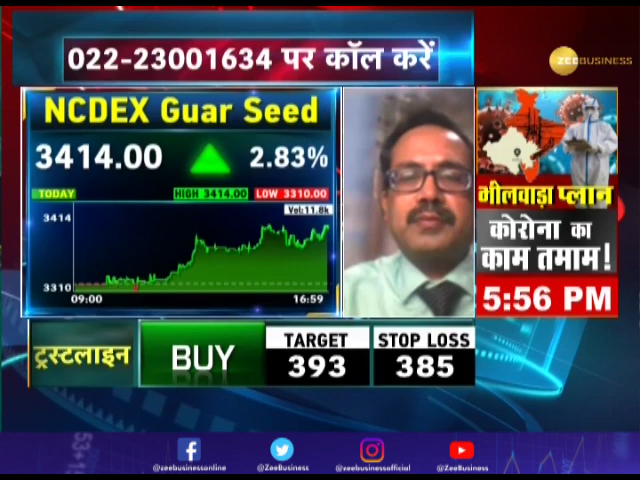 022-23001634 पर कॉल करें
ZEEBUSINESS
NCDEX Guar Seed
3414.00 2.83%
TODAY HIGH 3414.00 LOW 3310.00
Vol:11.8k
3414
3310
09:00 16:59
भीलवाड़ा प्लान
कोरोना का
काम तमाम!
5:56 PM
ट्रस्टलाइन
BUY
TARGET
393
STOP LOSS
385
@zeebusinessonline
@ZeeBusiness
@zeebusinessofficial
@ZeeBusiness